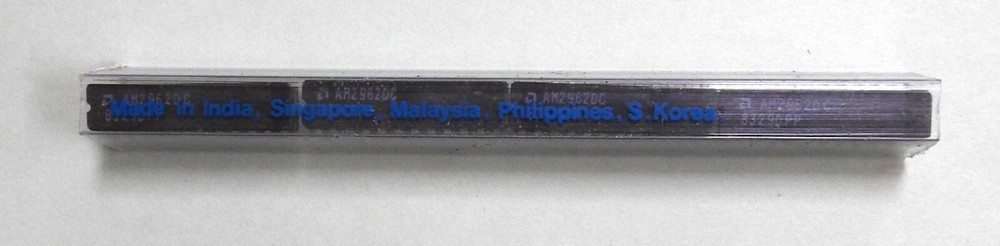 AM2962DC
AM2962DC
AM2962DC
AM2962DC
Made in India, Singapore, Malaysia, Philippines, S. Korea